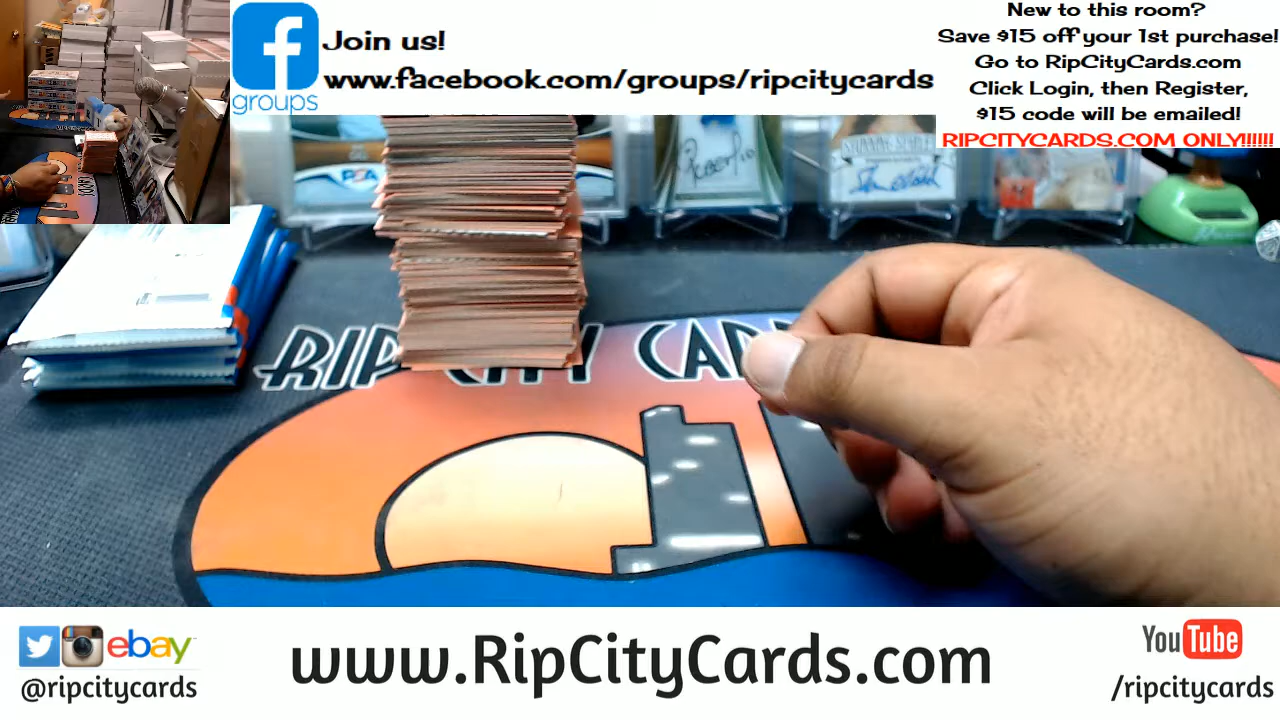 Join us!
www.facebook.com/groups/ripcitycards
groups
New to this room?
Save $15 off your 1st purchase!
Go to RipCityCards.com
Click Login, then Register,
$15 code will be emailed!
RIPCITYCARDS.COM ONLY!!!!!!
PSA
RIP CITY CAR
ebay
@ripcitycards
www.RipCityCards.com
YouTube
/ripcitycards